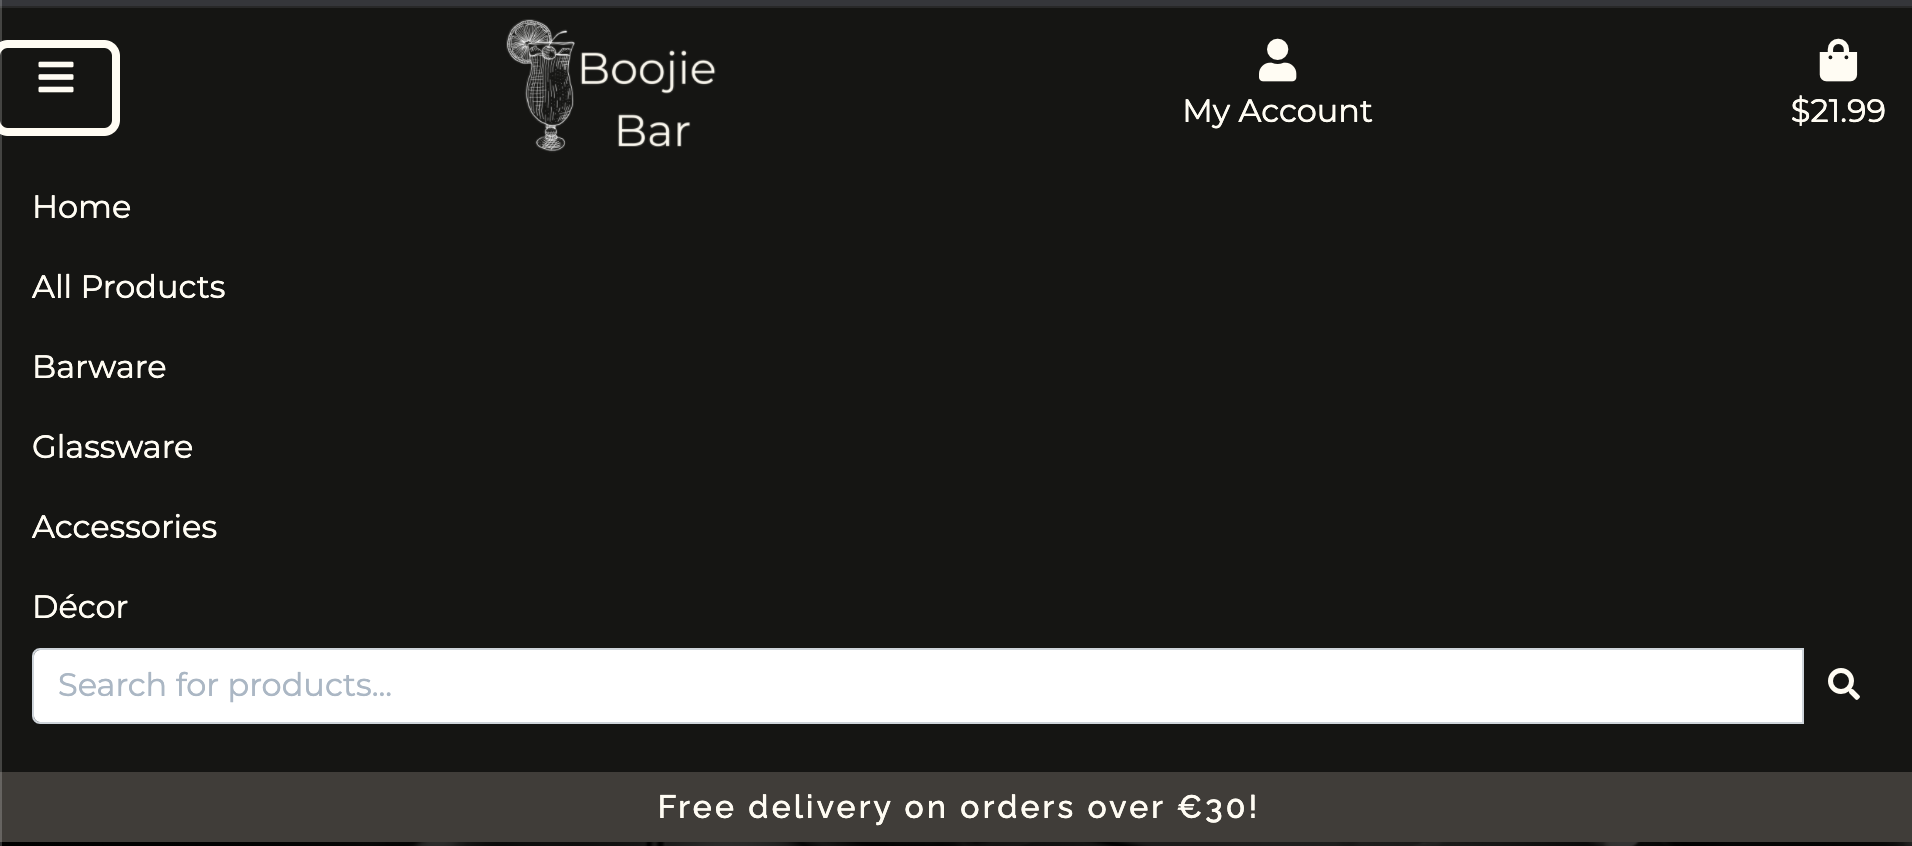 Boojie
Bar
My Account
$21.99
Home
All Products
Barware
Glassware
Accessories
Décor
Search for products...
Free delivery on orders over €30!